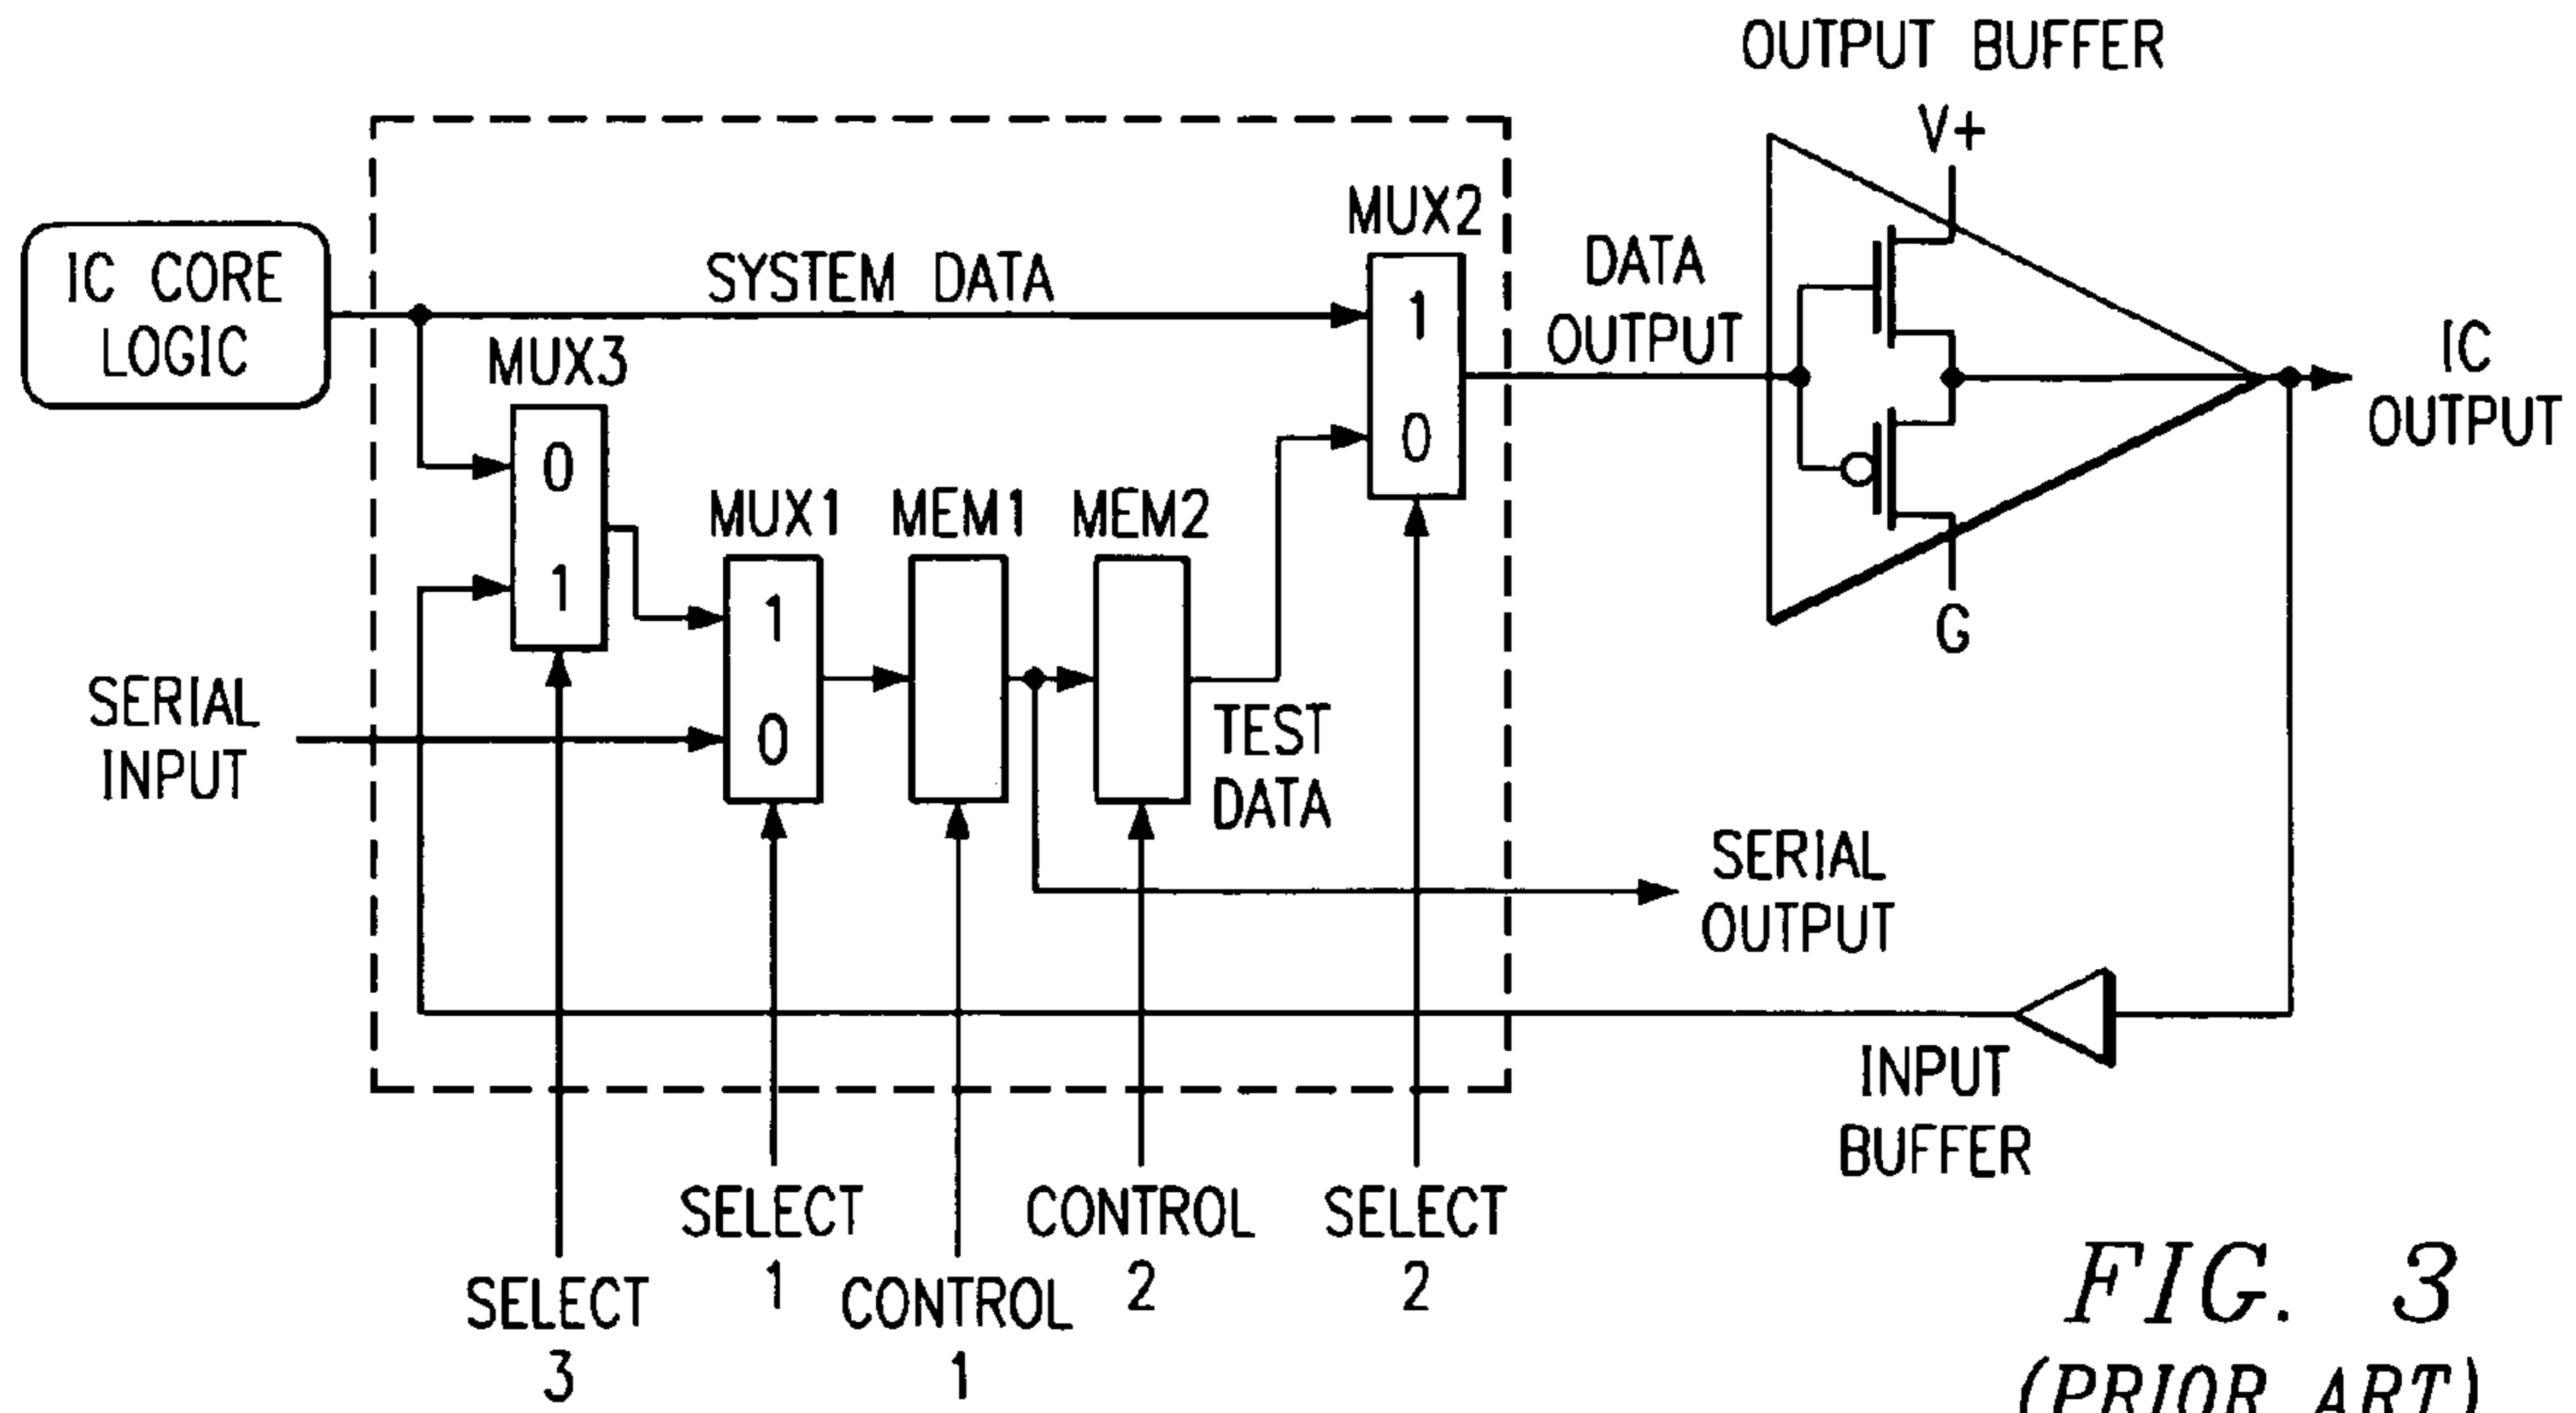 OUTPUT BUFFER
V+
IC CORE
LOGIC
SYSTEM DATA
MUX2
1
0
DATA
OUTPUT
IC
OUTPUT
G
MUX3
0
1
MUX1
1
0
MEM1
MEM2
TEST
DATA
SERIAL
INPUT
SERIAL
OUTPUT
INPUT
BUFFER
SELECT
3
SELECT
1
CONTROL
1
CONTROL
2
SELECT
2
FIG. 3
(PRIOR ART)